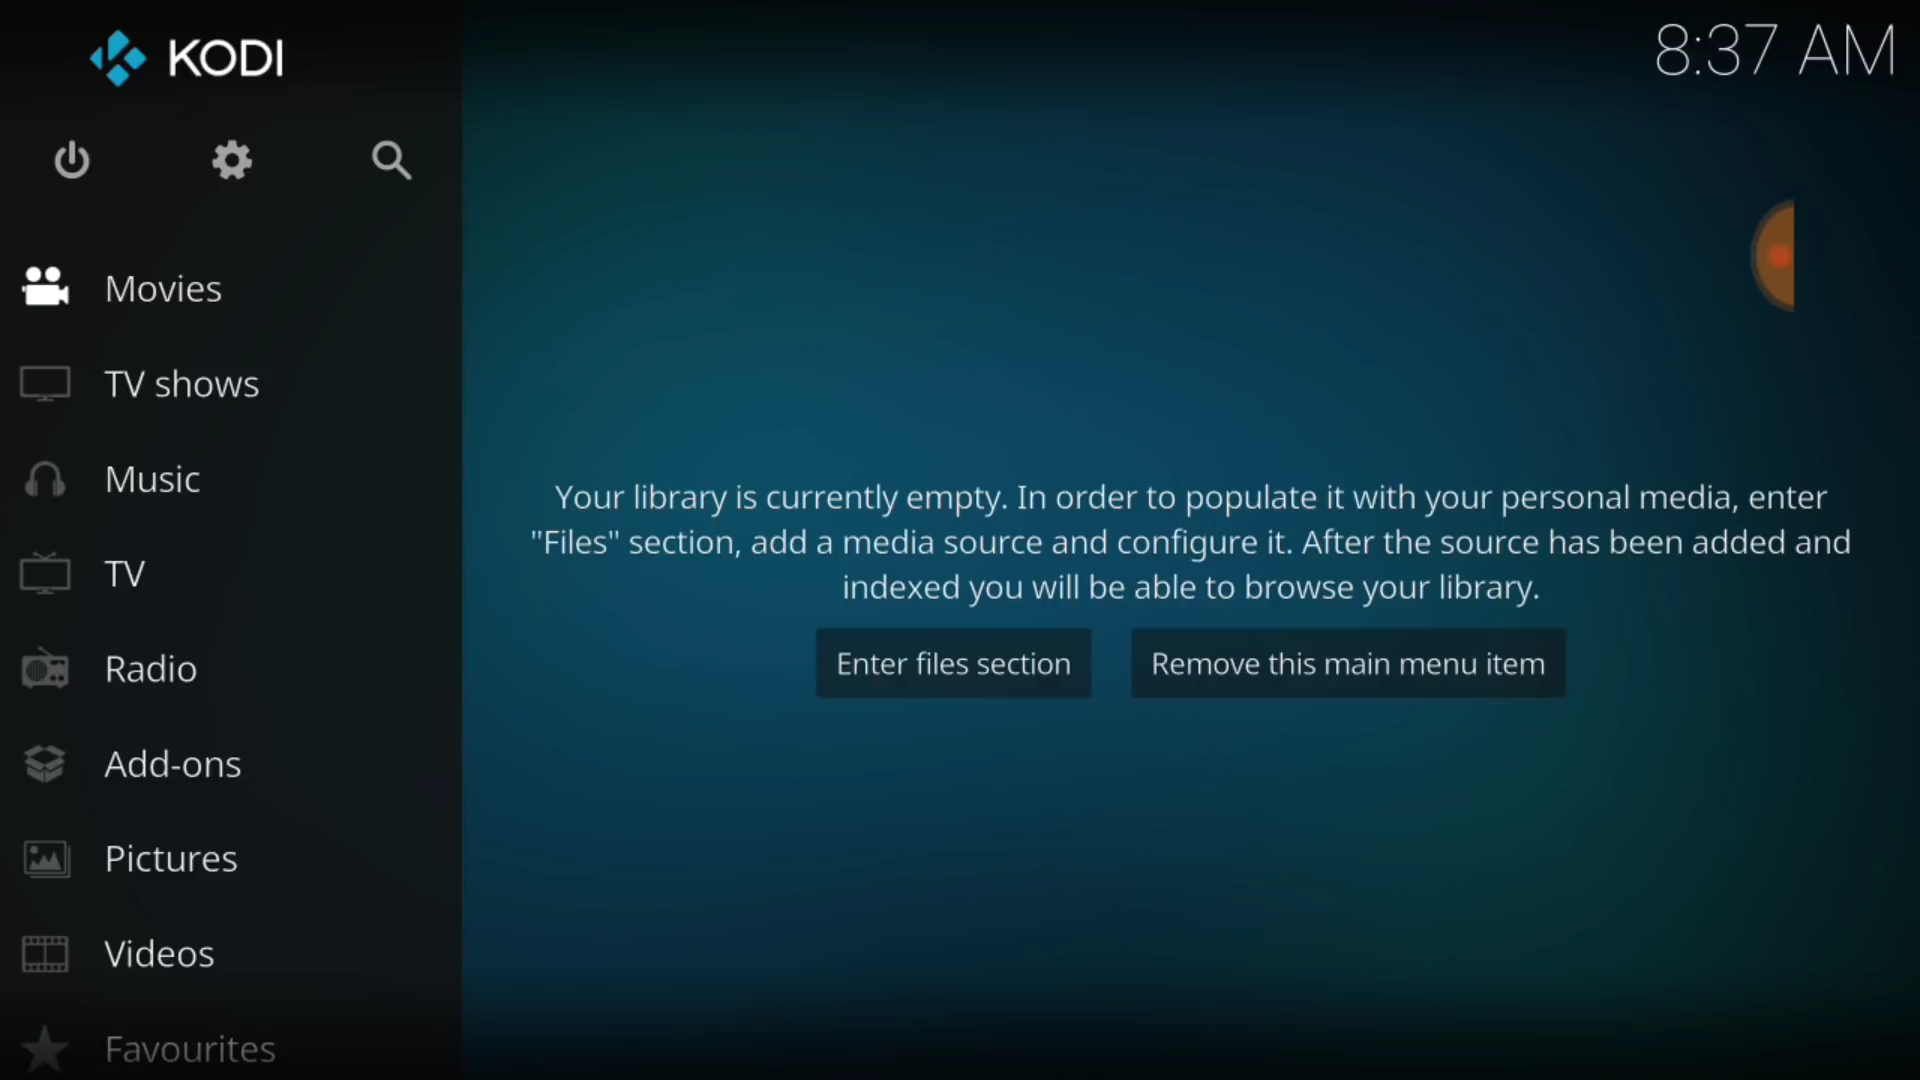 KODI
8:37 AM
Movies
TV shows
Music
TV
Radio
Add-ons
Pictures
Videos
Favourites
Your library is currently empty. In order to populate it with your personal media, enter
"Files" section, add a media source and configure it. After the source has been added and
indexed you will be able to browse your library.
Enter files section
Remove this main menu item